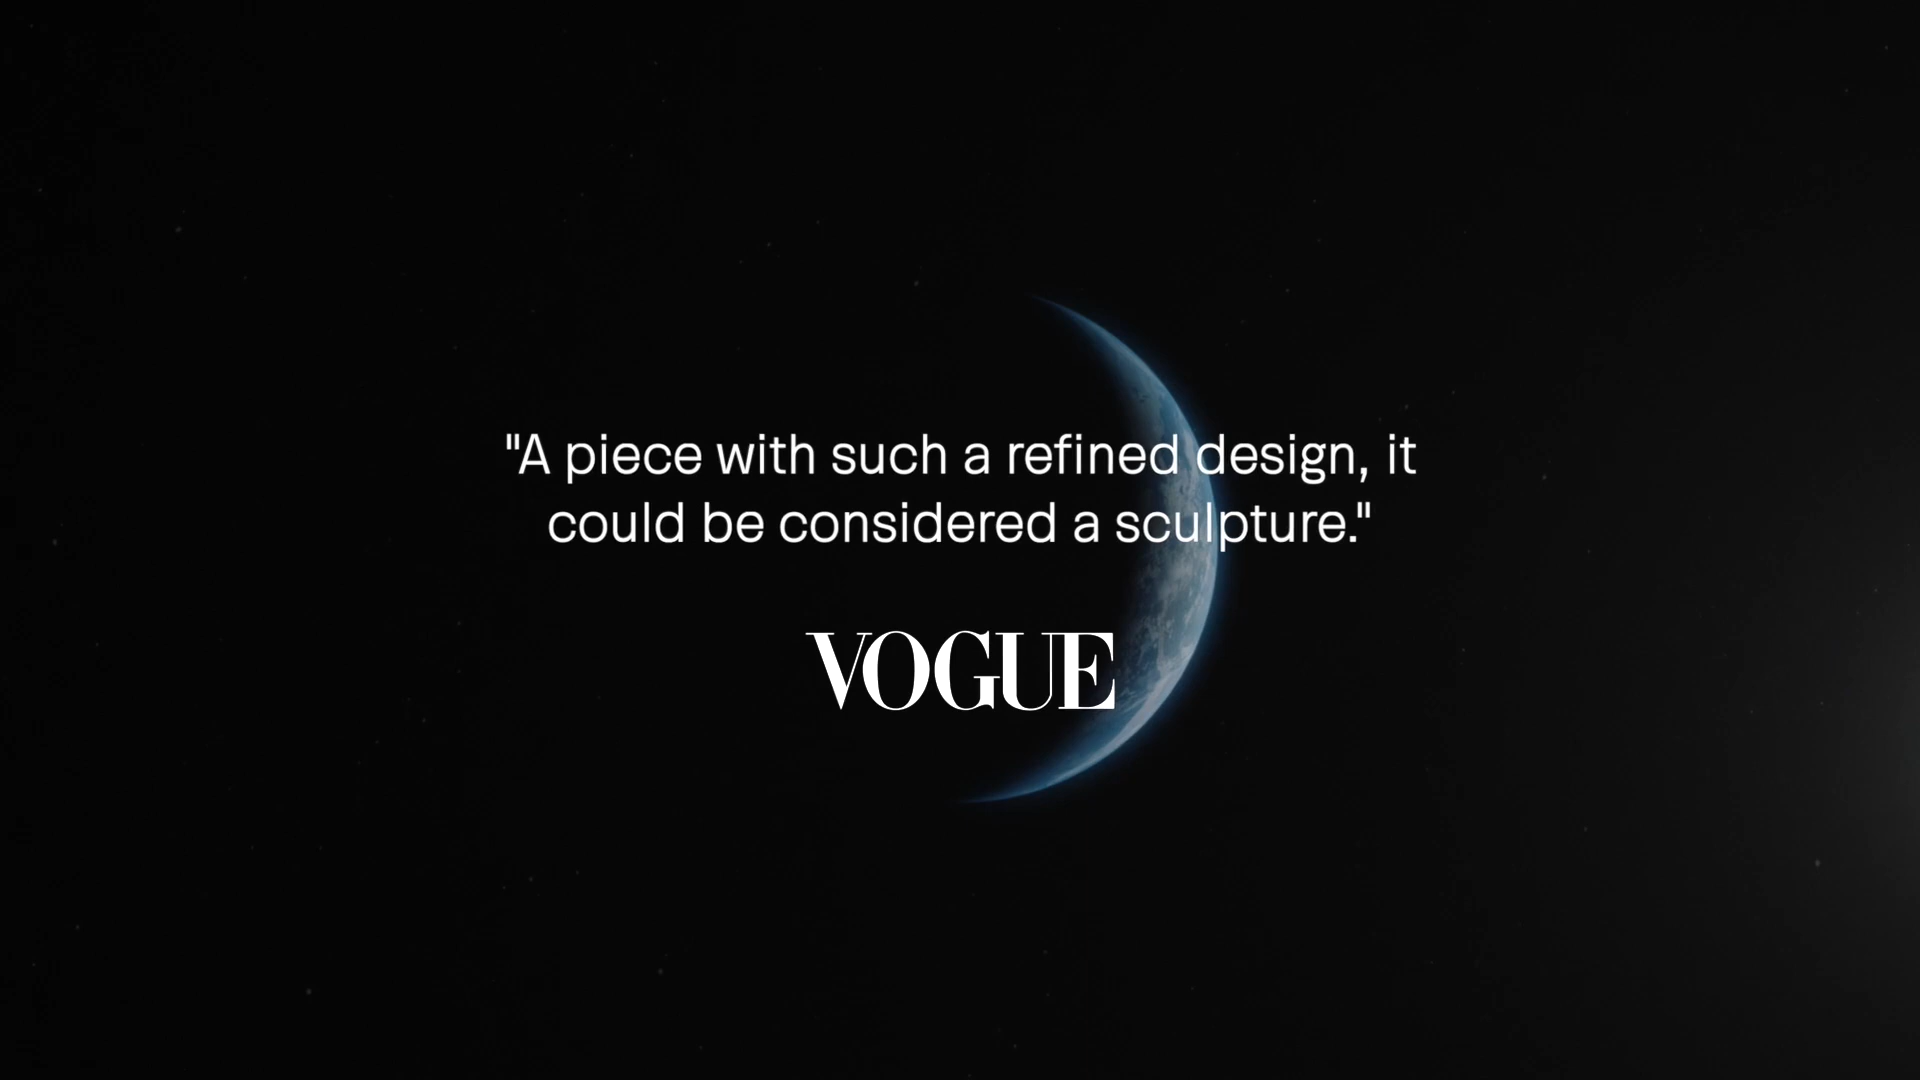 "A piece with such a refined design, it
could be considered a sculpture."
VOGUE